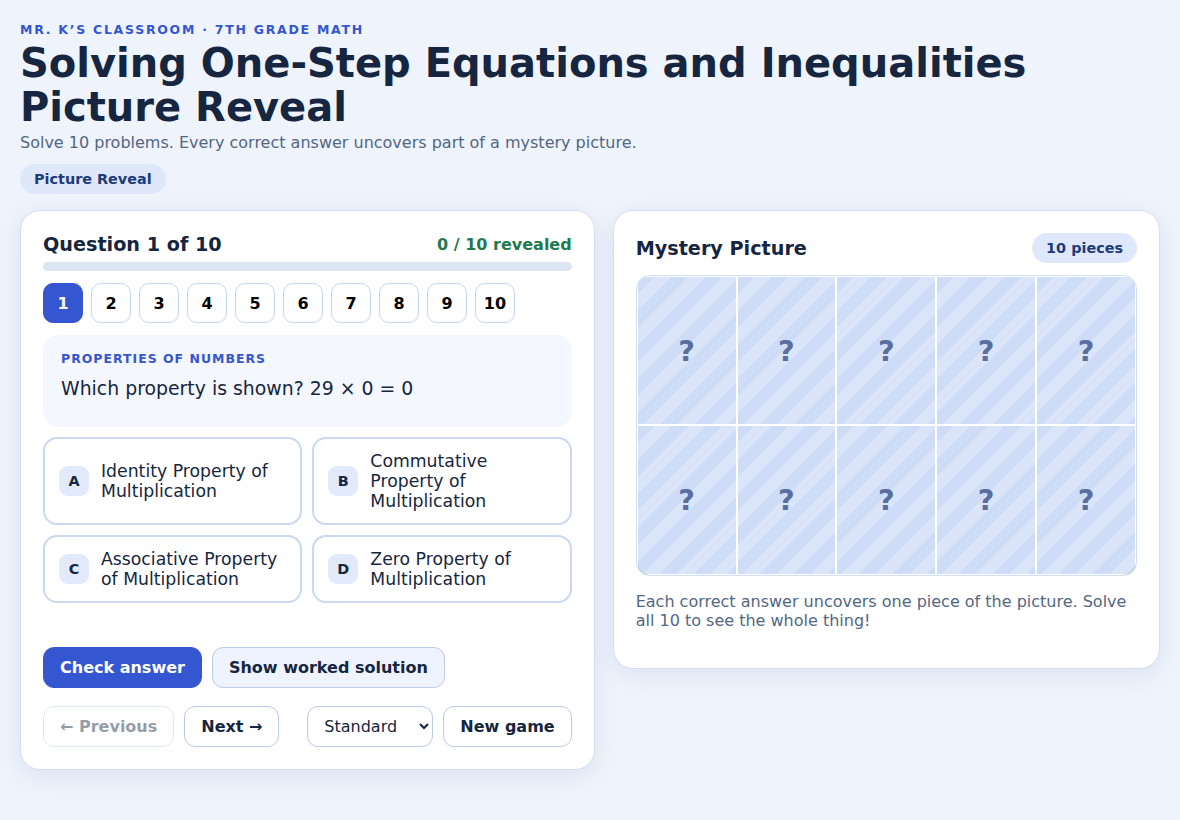 MR. K’S CLASSROOM · 7TH GRADE MATH
Solving One-Step Equations and Inequalities
Picture Reveal
Solve 10 problems. Every correct answer uncovers part of a mystery picture.
Picture Reveal
Question 1 of 10
0 / 10 revealed
1 2 3 4 5 6 7 8 9 10
PROPERTIES OF NUMBERS
Which property is shown? 29 × 0 = 0
A
Identity Property of
Multiplication
B
Commutative
Property of
Multiplication
C
Associative Property
of Multiplication
D
Zero Property of
Multiplication
Check answer
Show worked solution
← Previous
Next →
Standard
New game
Mystery Picture
10 pieces
? ? ? ? ?
? ? ? ? ?
Each correct answer uncovers one piece of the picture. Solve
all 10 to see the whole thing!